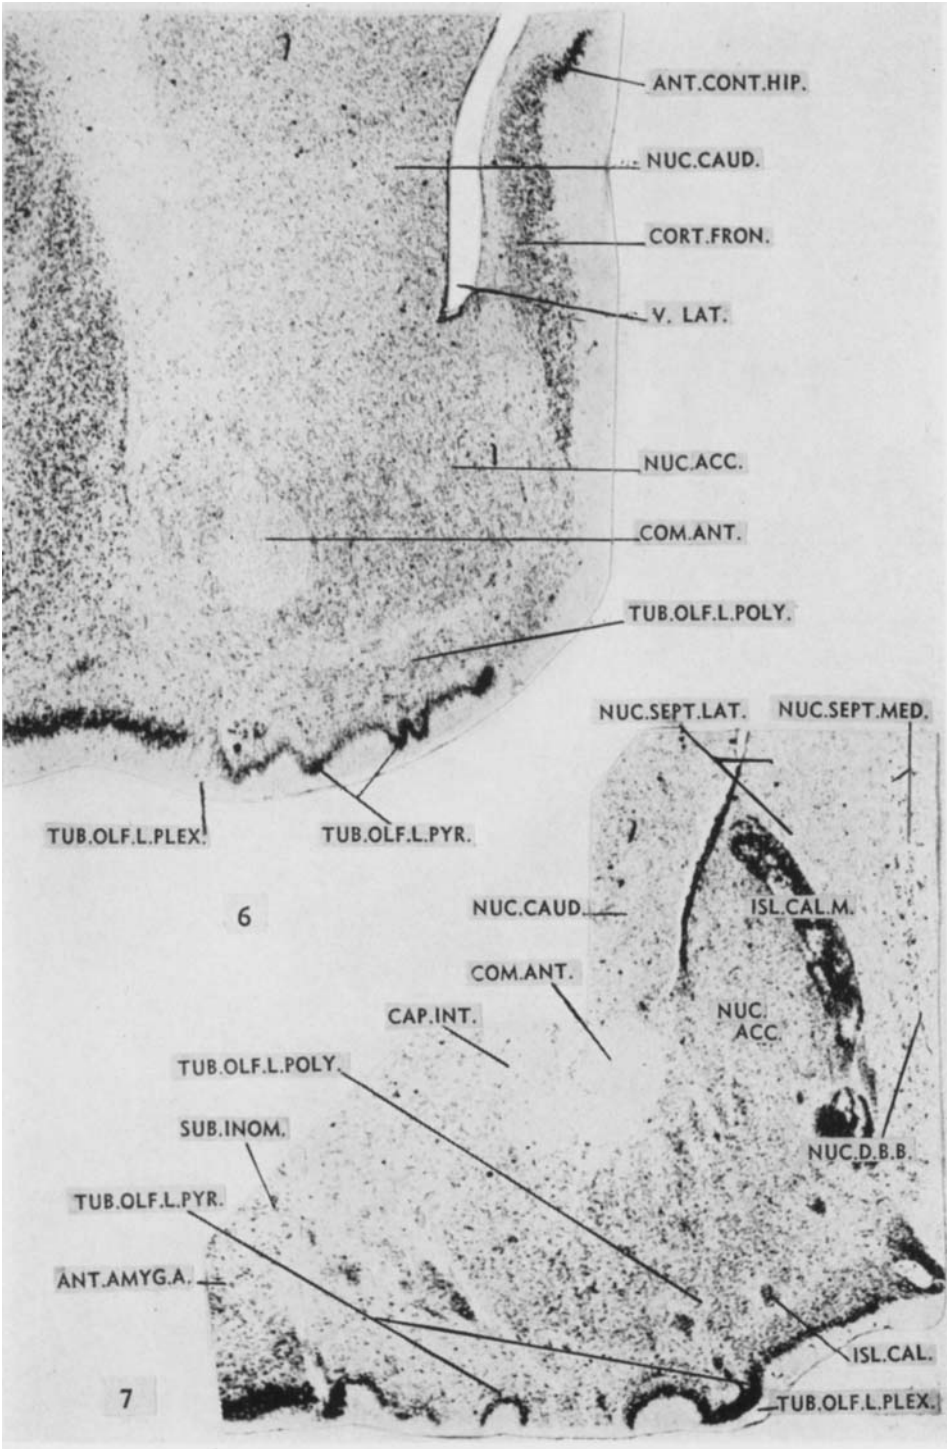 ANT.CONT.HIP.
NUC.CAUD.
CORT.FRON.
V. LAT.
NUC.ACC.
COM.ANT.
TUB.OLF.L.POLY.
TUB.OLF.L.PLEX.
TUB.OLF.L.PYR.
6
NUC.SEPT.LAT.
NUC.SEPT.MED.
NUC.CAUD.
ISL.CAL.M.
COM.ANT.
CAP.INT.
NUC.
ACC.
TUB.OLF.L.POLY.
SUB.INOM.
NUC.D.B.B.
TUB.OLF.L.PYR.
ANT.AMYG.A.
ISL.CAL.
7
TUB.OLF.L.PLEX.